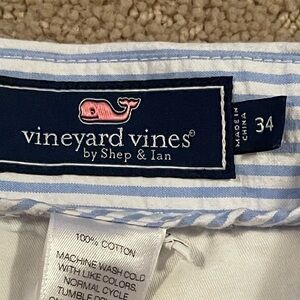 vineyard vines®
by Shep & Ian
MADE IN
CHINA
34
100% COTTON
MACHINE WASH COLD
WITH LIKE COLORS.
NORMAL CYCLE